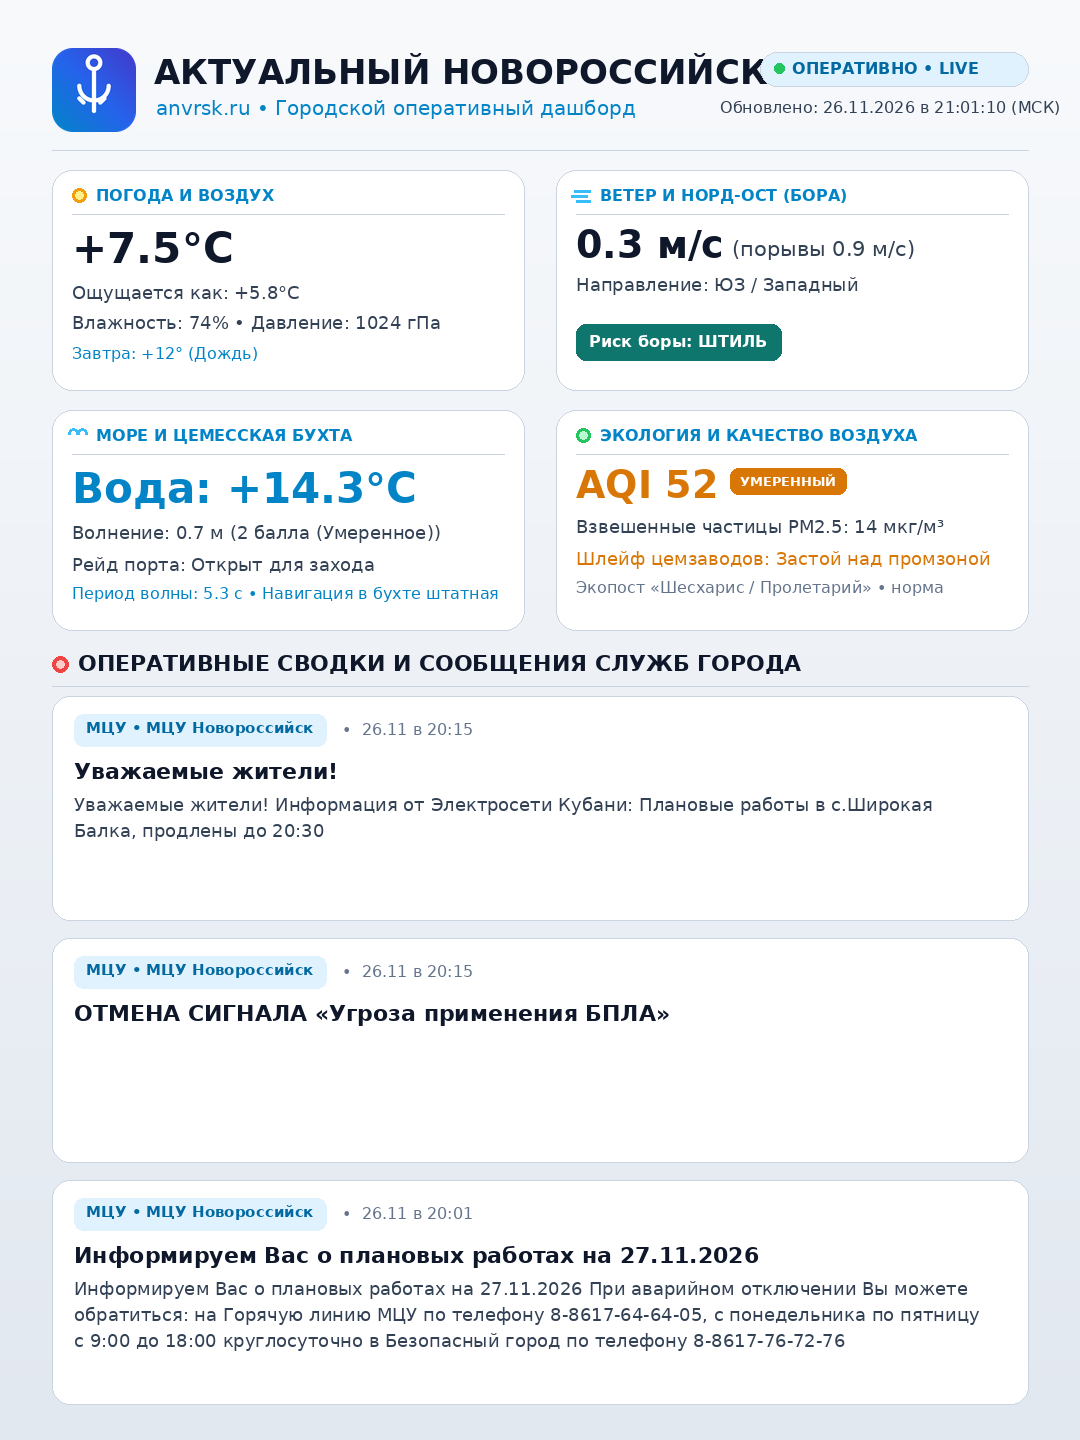 АКТУАЛЬНЫЙ НОВОРОССИЙСК
ОПЕРАТИВНО • LIVE
anvrsk.ru • Городской оперативный дашборд
Обновлено: 26.11.2026 в 21:01:10 (МСК)
ПОГОДА И ВОЗДУХ
+7.5°C
Ощущается как: +5.8°C
Влажность: 74% • Давление: 1024 гПа
Завтра: +12° (Дождь)
ВЕТЕР И НОРД-ОСТ (БОРА)
0.3 м/с (порывы 0.9 м/с)
Направление: ЮЗ / Западный
Риск боры: ШТИЛЬ
МОРЕ И ЦЕМЕССКАЯ БУХТА
Вода: +14.3°C
Волнение: 0.7 м (2 балла (Умеренное))
Рейд порта: Открыт для захода
Период волны: 5.3 с • Навигация в бухте штатная
ЭКОЛОГИЯ И КАЧЕСТВО ВОЗДУХА
AQI 52 УМЕРЕННЫЙ
Взвешенные частицы PM2.5: 14 мкг/м³
Шлейф цемзаводов: Застой над промзоной
Экопост «Шесхарис / Пролетарий» • норма
ОПЕРАТИВНЫЕ СВОДКИ И СООБЩЕНИЯ СЛУЖБ ГОРОДА
МЦУ • МЦУ Новороссийск • 26.11 в 20:15
Уважаемые жители!
Уважаемые жители! Информация от Электросети Кубани: Плановые работы в с.Широкая
Балка, продлены до 20:30
МЦУ • МЦУ Новороссийск • 26.11 в 20:15
ОТМЕНА СИГНАЛА «Угроза применения БПЛА»
МЦУ • МЦУ Новороссийск • 26.11 в 20:01
Информируем Вас о плановых работах на 27.11.2026
Информируем Вас о плановых работах на 27.11.2026 При аварийном отключении Вы можете
обратиться: на Горячую линию МЦУ по телефону 8-8617-64-64-05, с понедельника по пятницу
с 9:00 до 18:00 круглосуточно в Безопасный город по телефону 8-8617-76-72-76